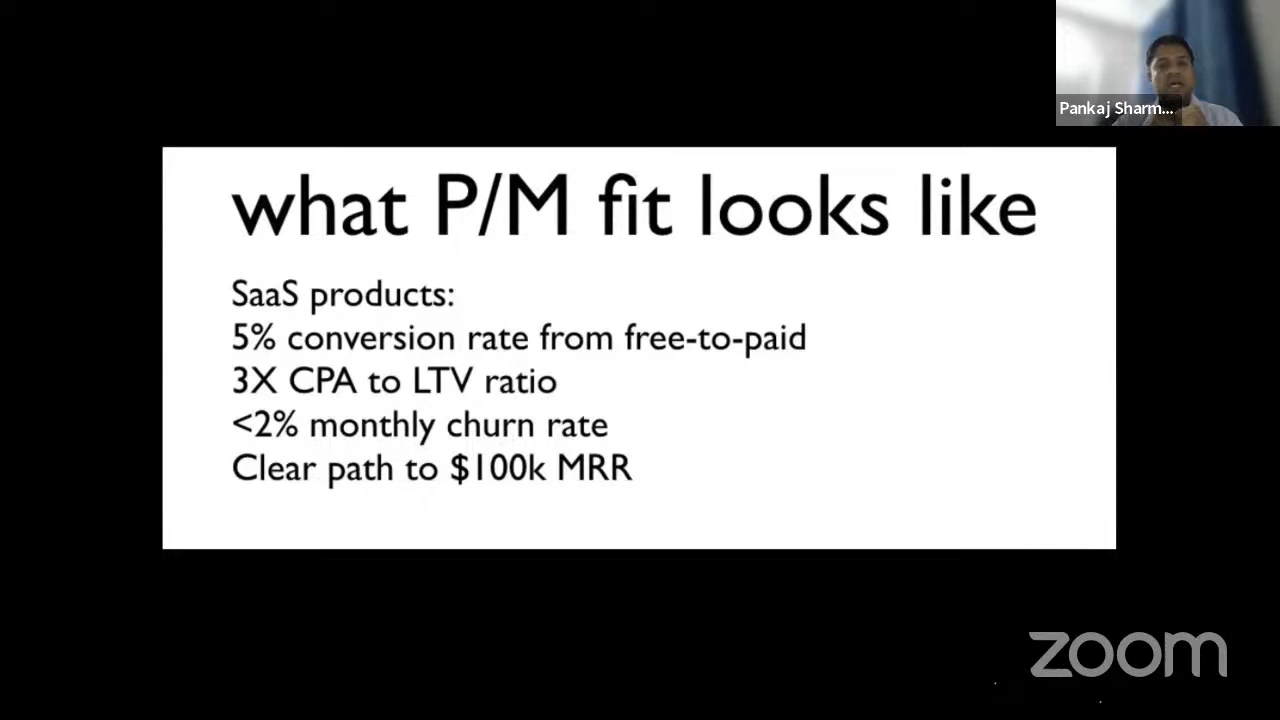 Pankaj Sharm...
what P/M fit looks like
SaaS products:
5% conversion rate from free-to-paid
3X CPA to LTV ratio
<2% monthly churn rate
Clear path to $100k MRR
zoom